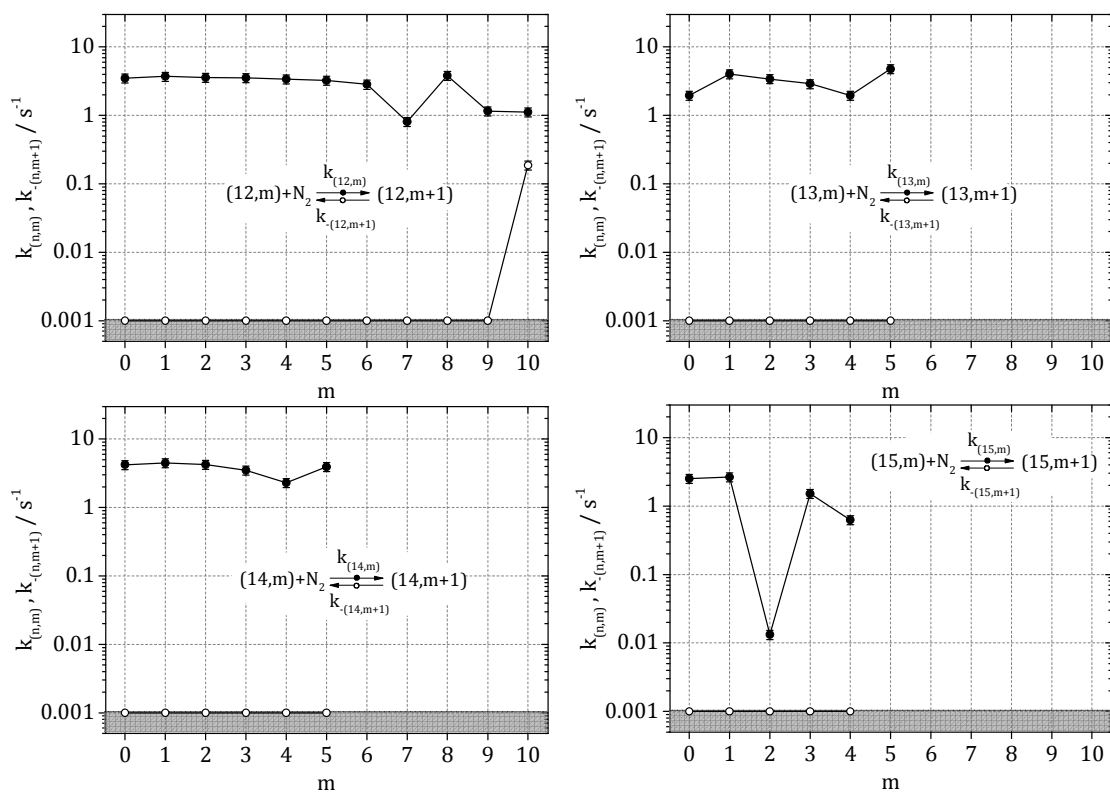 k(n,m), k-(n,m+1) / s-1
10
1
0.1
0.01
0.001
k(12,m)
(12,m)+N2 (12,m+1)
k-(12,m+1)
0 1 2 3 4 5 6 7 8 9 10
m
k(n,m), k-(n,m+1) / s-1
10
1
0.1
0.01
0.001
k(13,m)
(13,m)+N2 (13,m+1)
k-(13,m+1)
0 1 2 3 4 5 6 7 8 9 10
m
k(n,m), k-(n,m+1) / s-1
10
1
0.1
0.01
0.001
k(14,m)
(14,m)+N2 (14,m+1)
k-(14,m+1)
0 1 2 3 4 5 6 7 8 9 10
m
k(n,m), k-(n,m+1) / s-1
10
1
0.1
0.01
0.001
k(15,m)
(15,m)+N2 (15,m+1)
k-(15,m+1)
0 1 2 3 4 5 6 7 8 9 10
m